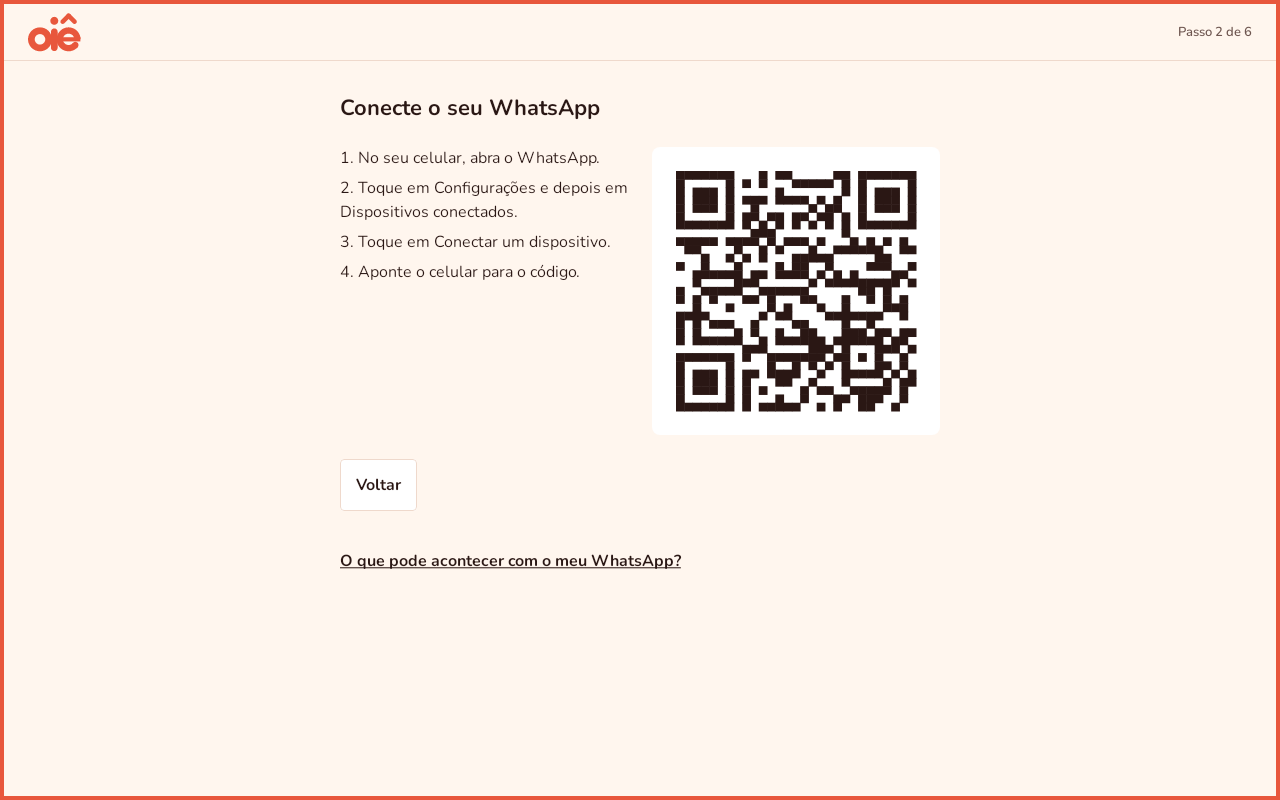 oiê
Passo 2 de 6
Conecte o seu WhatsApp
1. No seu celular, abra o WhatsApp.
2. Toque em Configurações e depois em
Dispositivos conectados.
3. Toque em Conectar um dispositivo.
4. Aponte o celular para o código.
Voltar
O que pode acontecer com o meu WhatsApp?